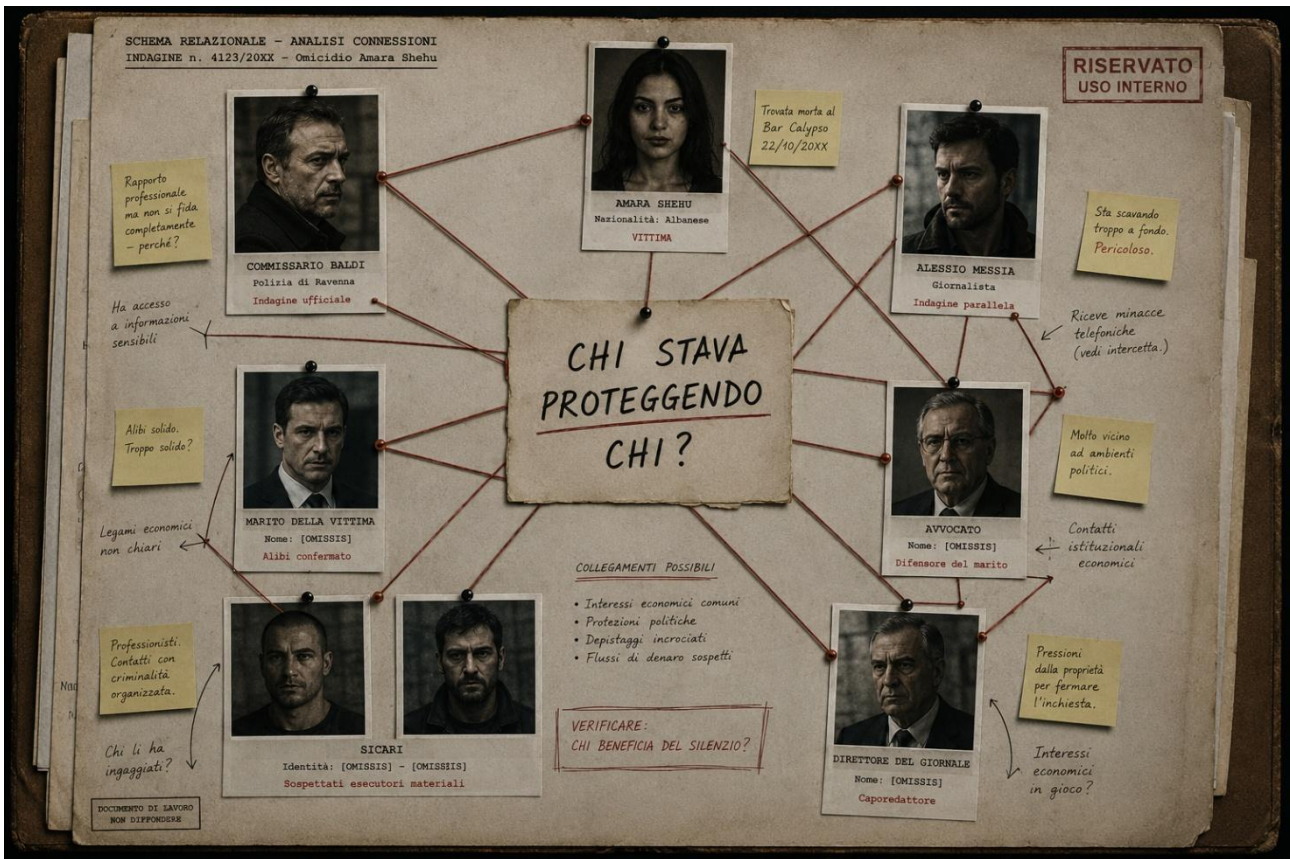 SCHEMA RELAZIONALE – ANALISI CONNESSIONI
INDAGINE n. 4123/20XX – Omicidio Amara Shehu
RISERVATO
USO INTERNO
Trovata morta al
Bar Calypso
22/10/20XX
AMARA SHEHU
Nazionalità: Albanese
VITTIMA
Rapporto
professionale
ma non si fida
completamente
– perché?
COMMISSARIO BALDI
Polizia di Ravenna
Indagine ufficiale
Ha accesso
a informazioni
sensibili
ALESSIO MESSIA
Giornalista
Indagine parallela
Sta scavando
troppo a fondo.
Pericoloso.
Riceve minacce
telefoniche
(vedi intercetta.)
CHI STAVA
PROTEGGENDO
CHI?
Alibi solido.
Troppo solido?
MARITO DELLA VITTIMA
Nome: [OMISSIS]
Alibi confermato
Legami economici
non chiari
AVVOCATO
Nome: [OMISSIS]
Difensore del marito
Molto vicino
ad ambienti
politici.
Contatti
istituzionali
economici
COLLEGAMENTI POSSIBILI
• Interessi economici comuni
• Protezioni politiche
• Depistaggi incrociati
• Flussi di denaro sospetti
VERIFICARE:
CHI BENEFICIA DEL SILENZIO?
Professionisti.
Contatti con
criminalità
organizzata.
Chi li ha
ingaggiati?
SICARI
Identità: [OMISSIS] – [OMISSIS]
Sospettati esecutori materiali
DIRETTORE DEL GIORNALE
Nome: [OMISSIS]
Caporedattore
Pressioni
dalla proprietà
per fermare
l'inchiesta.
Interessi
economici
in gioco?
DOCUMENTO DI LAVORO
NON DIFFONDERE